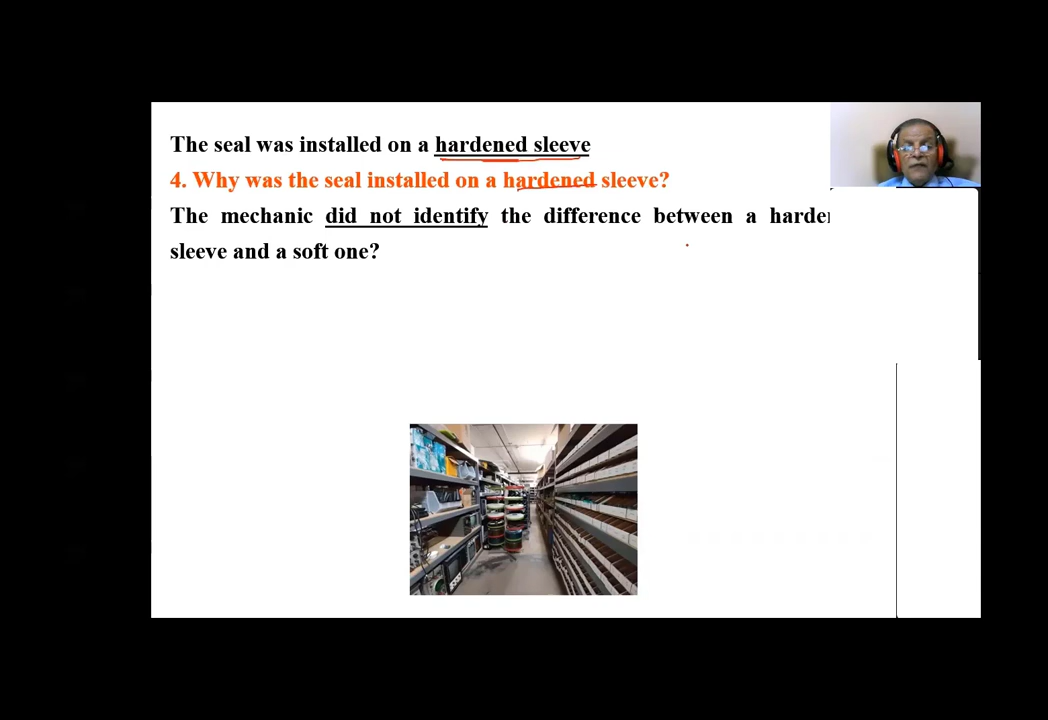 The seal was installed on a hardened sleeve
4. Why was the seal installed on a hardened sleeve?
The mechanic did not identify the difference between a harde
sleeve and a soft one?